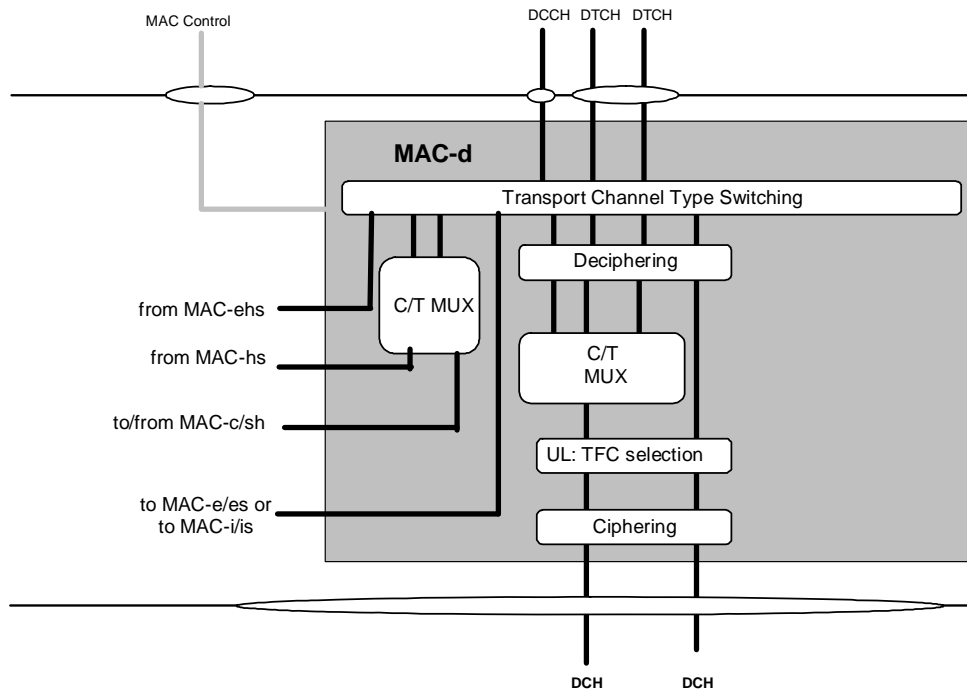 MAC Control
DCCH DTCH DTCH
MAC-d
Transport Channel Type Switching
Deciphering
from MAC-ehs
C/T MUX
from MAC-hs
C/T
MUX
to/from MAC-c/sh
UL: TFC selection
to MAC-e/es or
to MAC-i/is
Ciphering
DCH
DCH